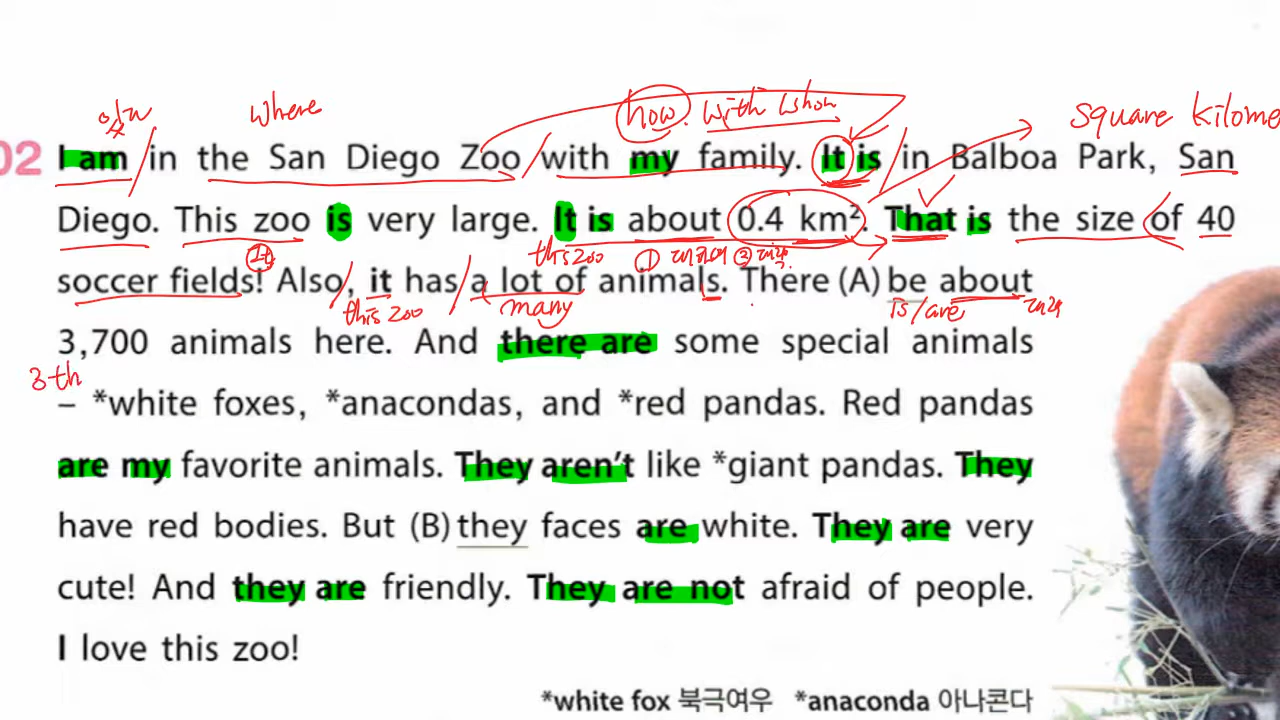 where
how. with whom
square kilome
02 I am in the San Diego Zoo with my family. It is in Balboa Park, San
Diego. This zoo is very large. It is about 0.4 km². That is the size of 40
this zoo ① ②
It
soccer fields! Also, it has a lot of animals. There (A) be about
this zoo many is/are
3,700 animals here. And there are some special animals
3th
– *white foxes, *anacondas, and *red pandas. Red pandas
are my favorite animals. They aren't like *giant pandas. They
have red bodies. But (B) they faces are white. They are very
cute! And they are friendly. They are not afraid of people.
I love this zoo!
*white fox 북극여우 *anaconda 아나콘다